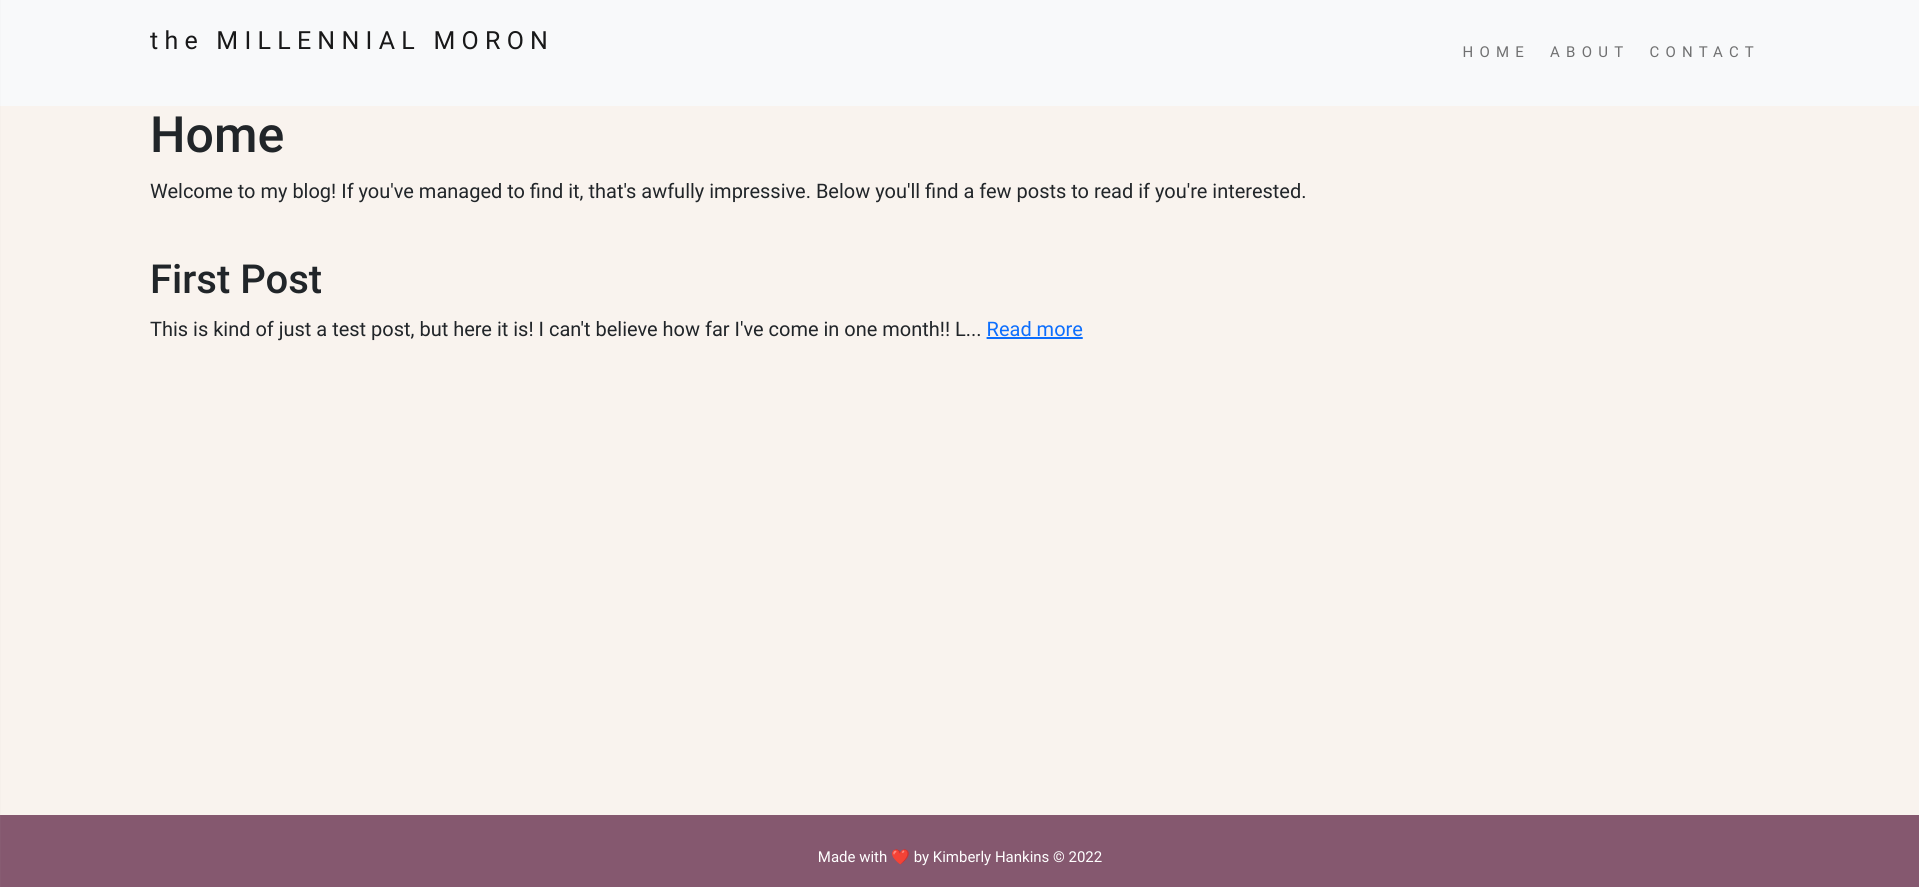 the MILLENNIAL MORON
HOME ABOUT CONTACT
Home
Welcome to my blog! If you've managed to find it, that's awfully impressive. Below you'll find a few posts to read if you're interested.
First Post
This is kind of just a test post, but here it is! I can't believe how far I've come in one month!! L... Read more
Made with ❤️ by Kimberly Hankins © 2022